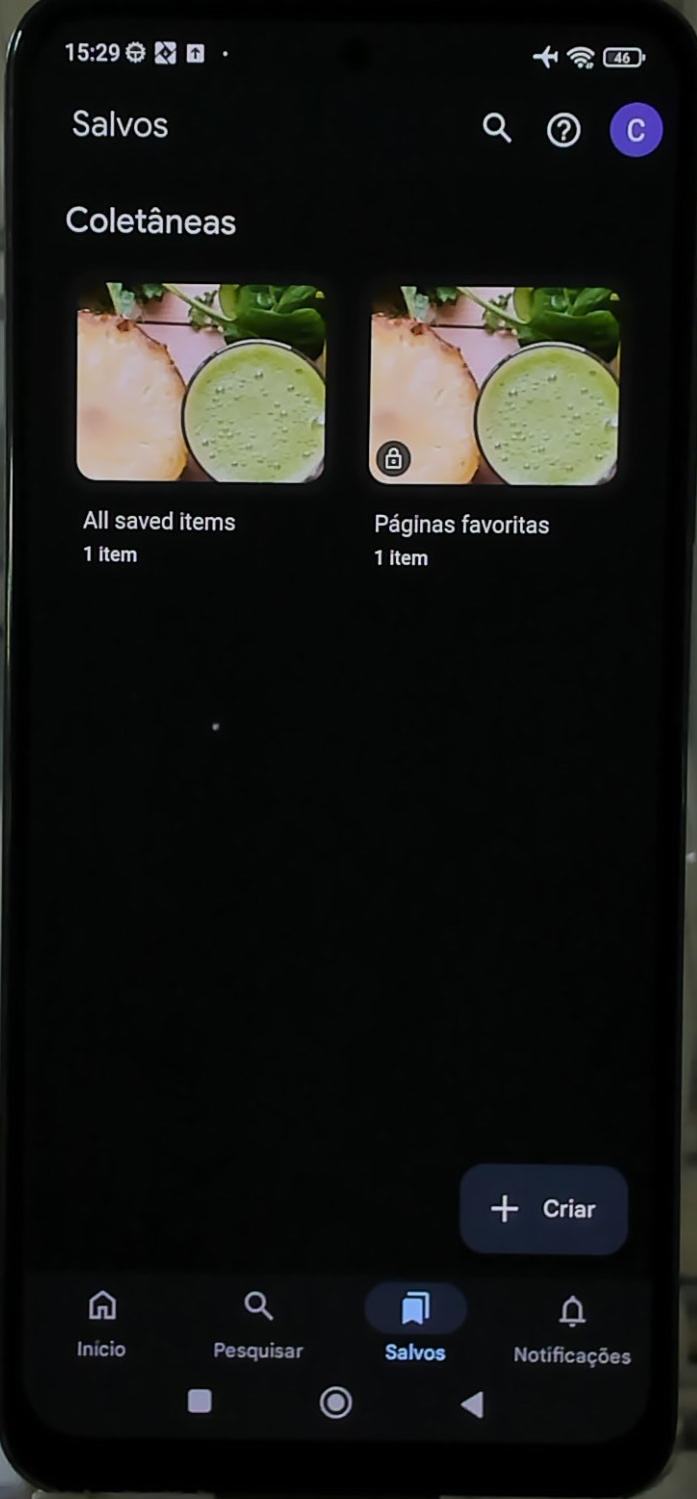 15:29 46
Salvos C
Coletâneas
All saved items Páginas favoritas
1 item 1 item
+ Criar
Início Pesquisar Salvos Notificações